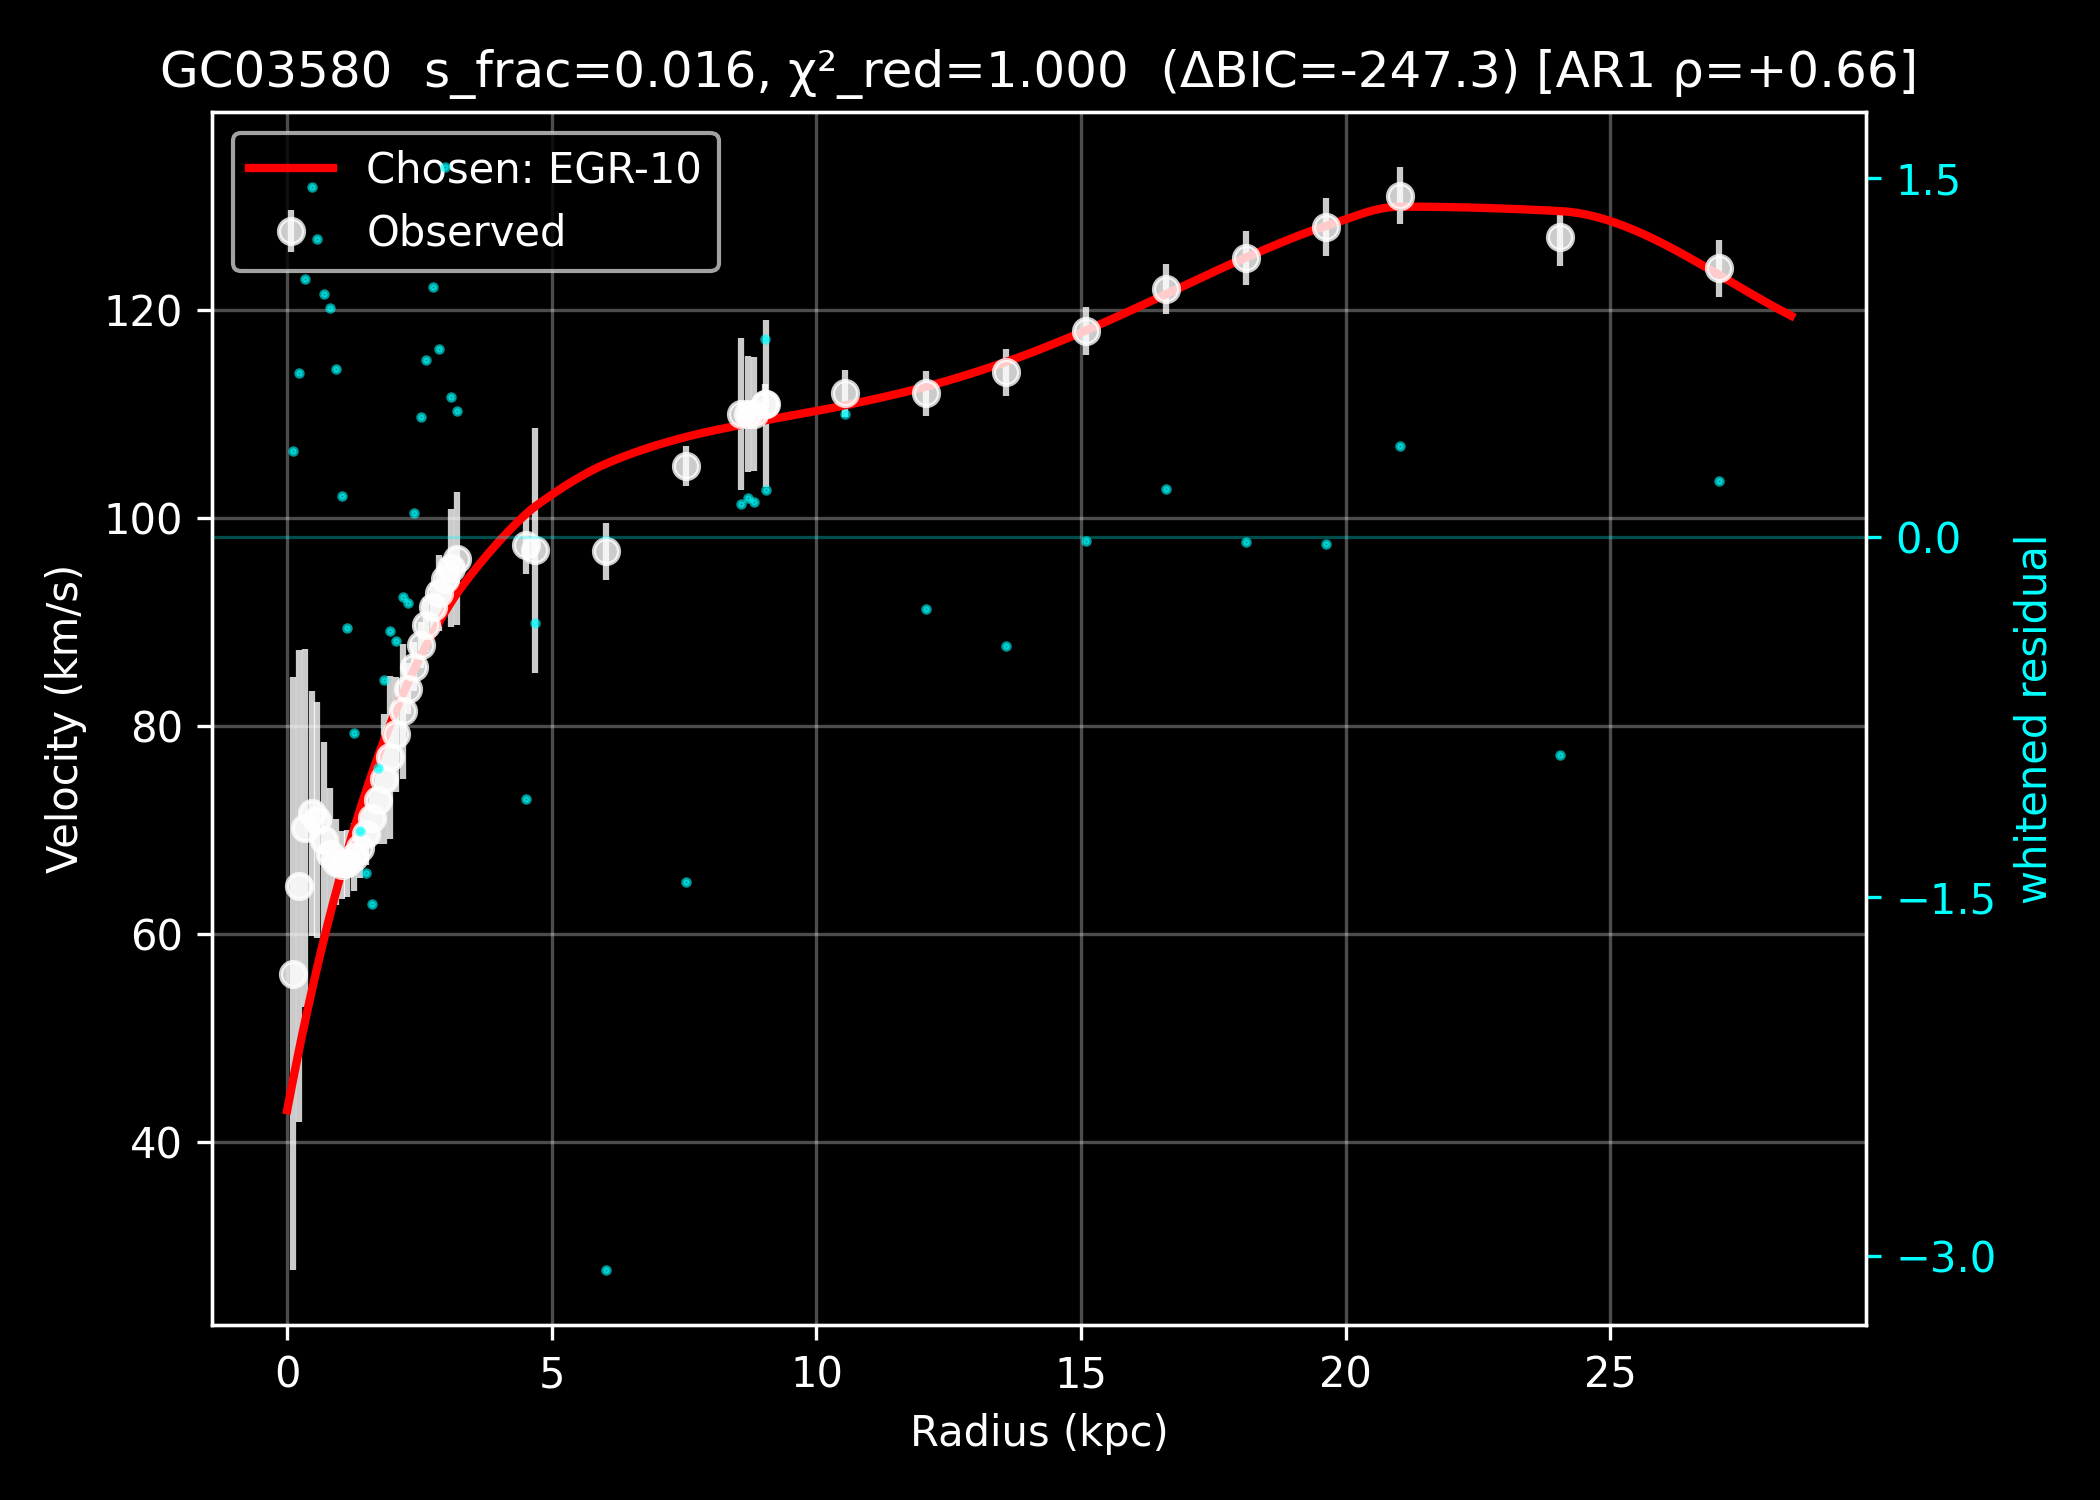 GC03580 s_frac=0.016, χ²_red=1.000 (ΔBIC=-247.3) [AR1 ρ=+0.66]
Chosen: EGR-10
Observed
120
100
80
60
40
Velocity (km/s)
0
5
10
15
20
25
Radius (kpc)
1.5
0.0
−1.5
−3.0
whitened residual